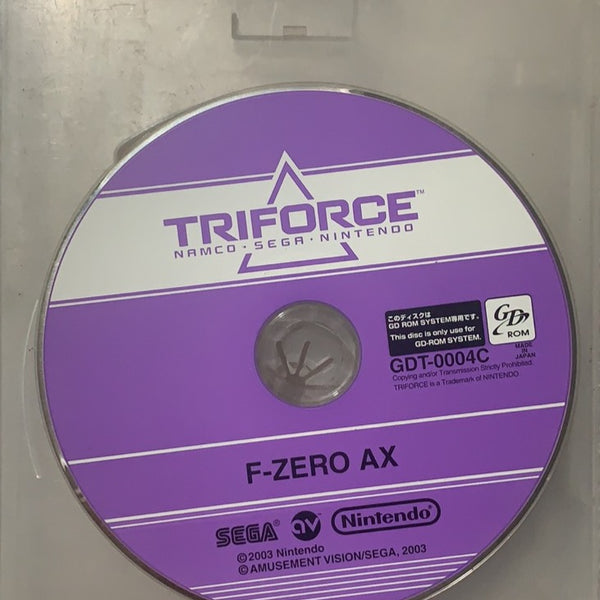 TRIFORCE™
NAMCO · SEGA · NINTENDO
このディスクは
GD ROM SYSTEM専用です。
This disc is only use for
GD-ROM SYSTEM.
GD
ROM
MADE
IN
JAPAN
GDT-0004C
Copying and/or Transmission Strictly Prohibited.
TRIFORCE is a Trademark of NINTENDO.
F-ZERO AX
SEGA AV Nintendo
©2003 Nintendo
©AMUSEMENT VISION/SEGA, 2003